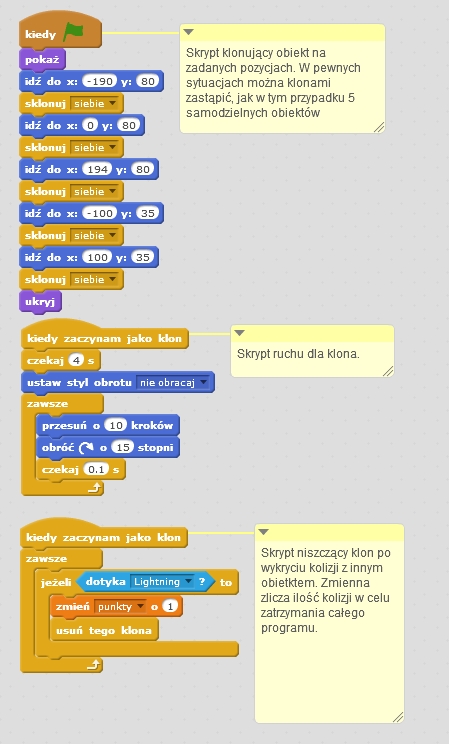 kiedy
pokaż
idź do x: -190 y: 80
sklonuj siebie
idź do x: 0 y: 80
sklonuj siebie
idź do x: 194 y: 80
sklonuj siebie
idź do x: -100 y: 35
sklonuj siebie
idź do x: 100 y: 35
sklonuj siebie
ukryj
Skrypt klonujący obiekt na
zadanych pozycjach. W pewnych
sytuacjach można klonami
zastąpić, jak w tym przypadku 5
samodzielnych obiektów
kiedy zaczynam jako klon
czekaj 4 s
ustaw styl obrotu nie obracaj
zawsze
przesuń o 10 kroków
obróć o 15 stopni
czekaj 0.1 s
Skrypt ruchu dla klona.
kiedy zaczynam jako klon
zawsze
jeżeli dotyka Lightning ? to
zmień punkty o 1
usuń tego klona
Skrypt niszczący klon po
wykryciu kolizji z innym
obietktem. Zmienna
zlicza ilość kolizji w celu
zatrzymania całego
programu.